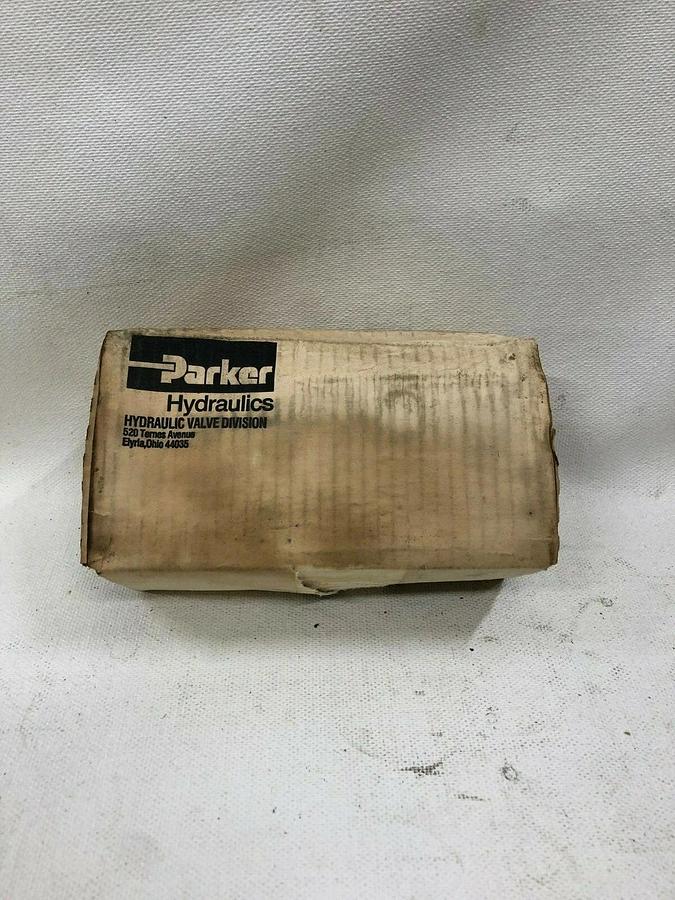 Parker
Hydraulics
HYDRAULIC VALVE DIVISION
520 Ternes Avenue
Elyria,Ohio 44035